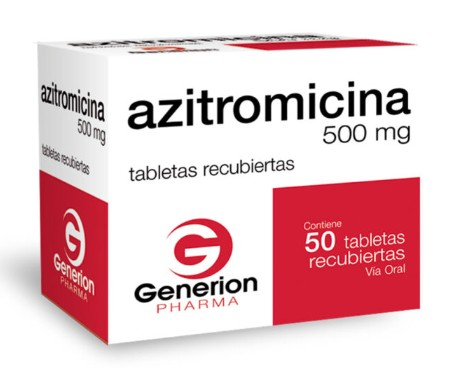 azitromicina
500 mg
tabletas recubiertas
azitromicina
500 mg
tabletas recubiertas
Generion
PHARMA
Contiene
50 tabletas
recubiertas
Vía Oral